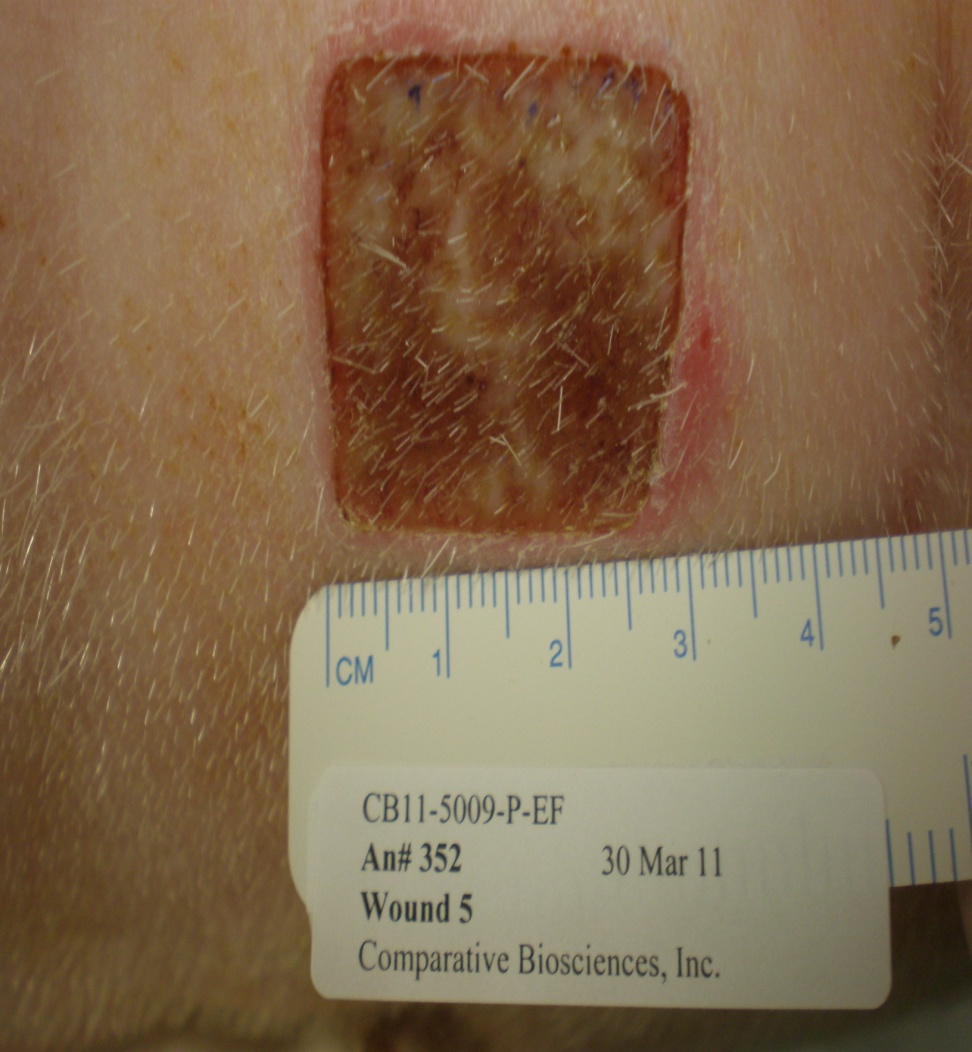 CM 1 2 3 4 5
CB11-5009-P-EF
An# 352 30 Mar 11
Wound 5
Comparative Biosciences, Inc.